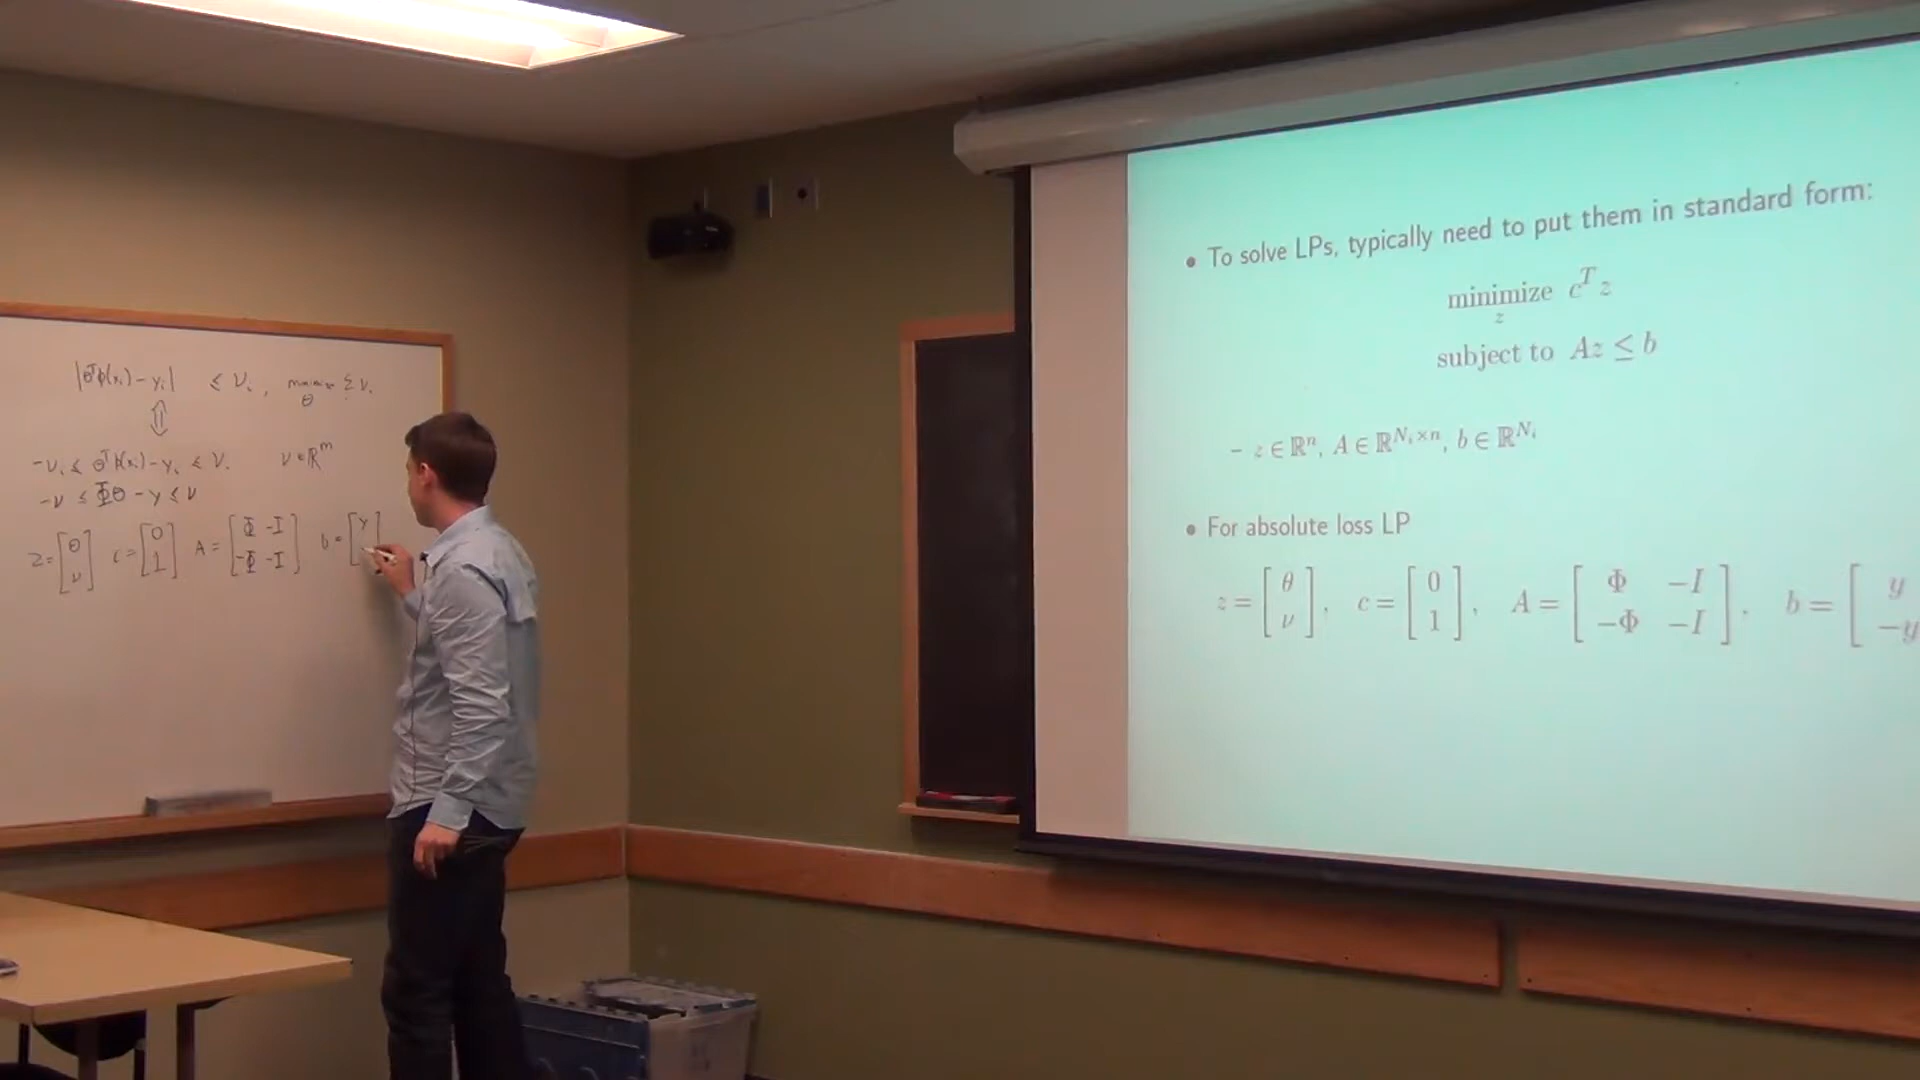 |θᵀϕ(xᵢ) − yᵢ| ≤ νᵢ , minimize Σ νᵢ
θ i
⇕
−νᵢ ≤ θᵀϕ(xᵢ) − yᵢ ≤ νᵢ ν ∈ ℝᵐ
−ν ≤ Φθ − y ≤ ν
z = [θ ν] c = [0 1] A = [Φ −I −Φ −I] b = [y
• To solve LPs, typically need to put them in standard form:
minimize cᵀz
z
subject to Az ≤ b
− z ∈ ℝⁿ, A ∈ ℝ^{Nᵢ×n}, b ∈ ℝ^{Nᵢ}
• For absolute loss LP
z = [θ ν], c = [0 1], A = [Φ −I −Φ −I], b = [y −y